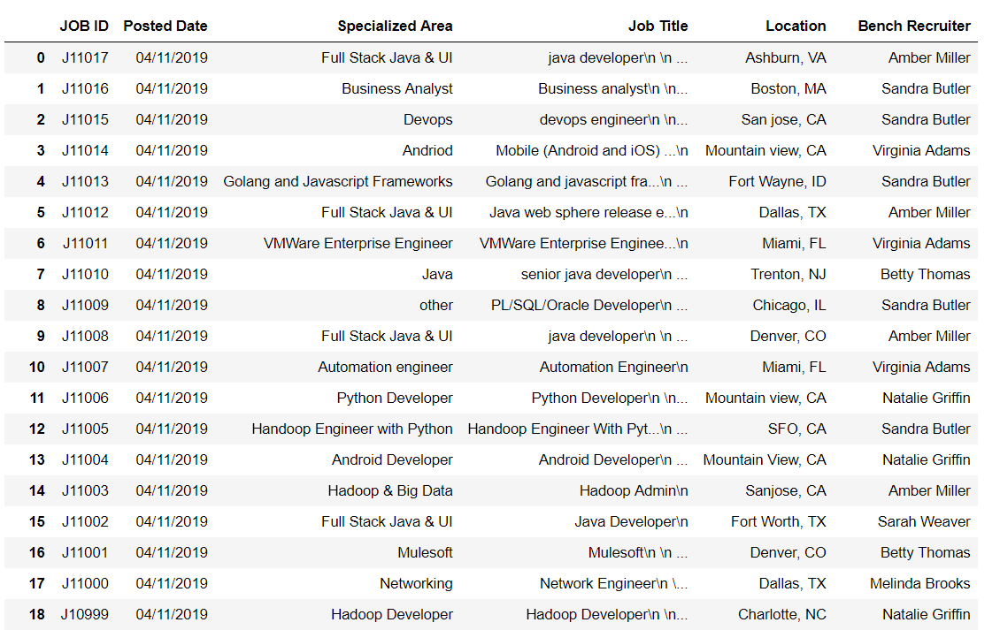 JOB ID Posted Date Specialized Area Job Title Location Bench Recruiter
0 J11017 04/11/2019 Full Stack Java & UI java developer\n \n ... Ashburn, VA Amber Miller
1 J11016 04/11/2019 Business Analyst Business analyst\n \n... Boston, MA Sandra Butler
2 J11015 04/11/2019 Devops devops engineer\n \n... San jose, CA Sandra Butler
3 J11014 04/11/2019 Andriod Mobile (Android and iOS) ...\n Mountain view, CA Virginia Adams
4 J11013 04/11/2019 Golang and Javascript Frameworks Golang and javascript fra...\n ... Fort Wayne, ID Sandra Butler
5 J11012 04/11/2019 Full Stack Java & UI Java web sphere release e...\n Dallas, TX Amber Miller
6 J11011 04/11/2019 VMWare Enterprise Engineer VMWare Enterprise Enginee...\n Miami, FL Virginia Adams
7 J11010 04/11/2019 Java senior java developer\n ... Trenton, NJ Betty Thomas
8 J11009 04/11/2019 other PL/SQL/Oracle Developer\n ... Chicago, IL Sandra Butler
9 J11008 04/11/2019 Full Stack Java & UI java developer\n \n ... Denver, CO Amber Miller
10 J11007 04/11/2019 Automation engineer Automation Engineer\n Miami, FL Virginia Adams
11 J11006 04/11/2019 Python Developer Python Developer\n \n... Mountain view, CA Natalie Griffin
12 J11005 04/11/2019 Handoop Engineer with Python Handoop Engineer With Pyt...\n ... SFO, CA Sandra Butler
13 J11004 04/11/2019 Android Developer Android Developer\n ... Mountain View, CA Natalie Griffin
14 J11003 04/11/2019 Hadoop & Big Data Hadoop Admin\n Sanjose, CA Amber Miller
15 J11002 04/11/2019 Full Stack Java & UI Java Developer\n Fort Worth, TX Sarah Weaver
16 J11001 04/11/2019 Mulesoft Mulesoft\n \n ... Denver, CO Betty Thomas
17 J11000 04/11/2019 Networking Network Engineer\n \... Dallas, TX Melinda Brooks
18 J10999 04/11/2019 Hadoop Developer Hadoop Developer\n \n... Charlotte, NC Natalie Griffin